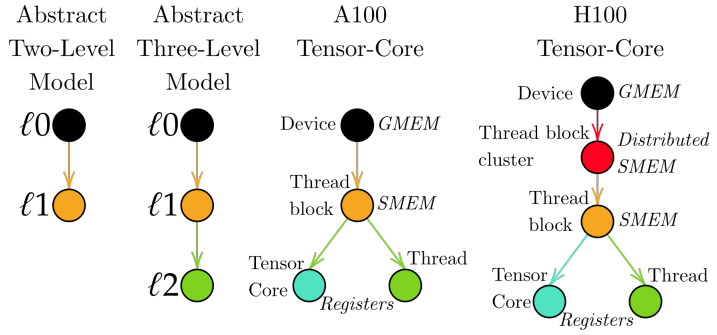 Abstract
Two-Level
Model
ℓ0
ℓ1
Abstract
Three-Level
Model
ℓ0
ℓ1
ℓ2
A100
Tensor-Core
Device
GMEM
Thread
block
SMEM
Tensor
Core
Thread
Registers
H100
Tensor-Core
Device
GMEM
Thread block
cluster
Distributed
SMEM
Thread
block
SMEM
Tensor
Core
Thread
Registers